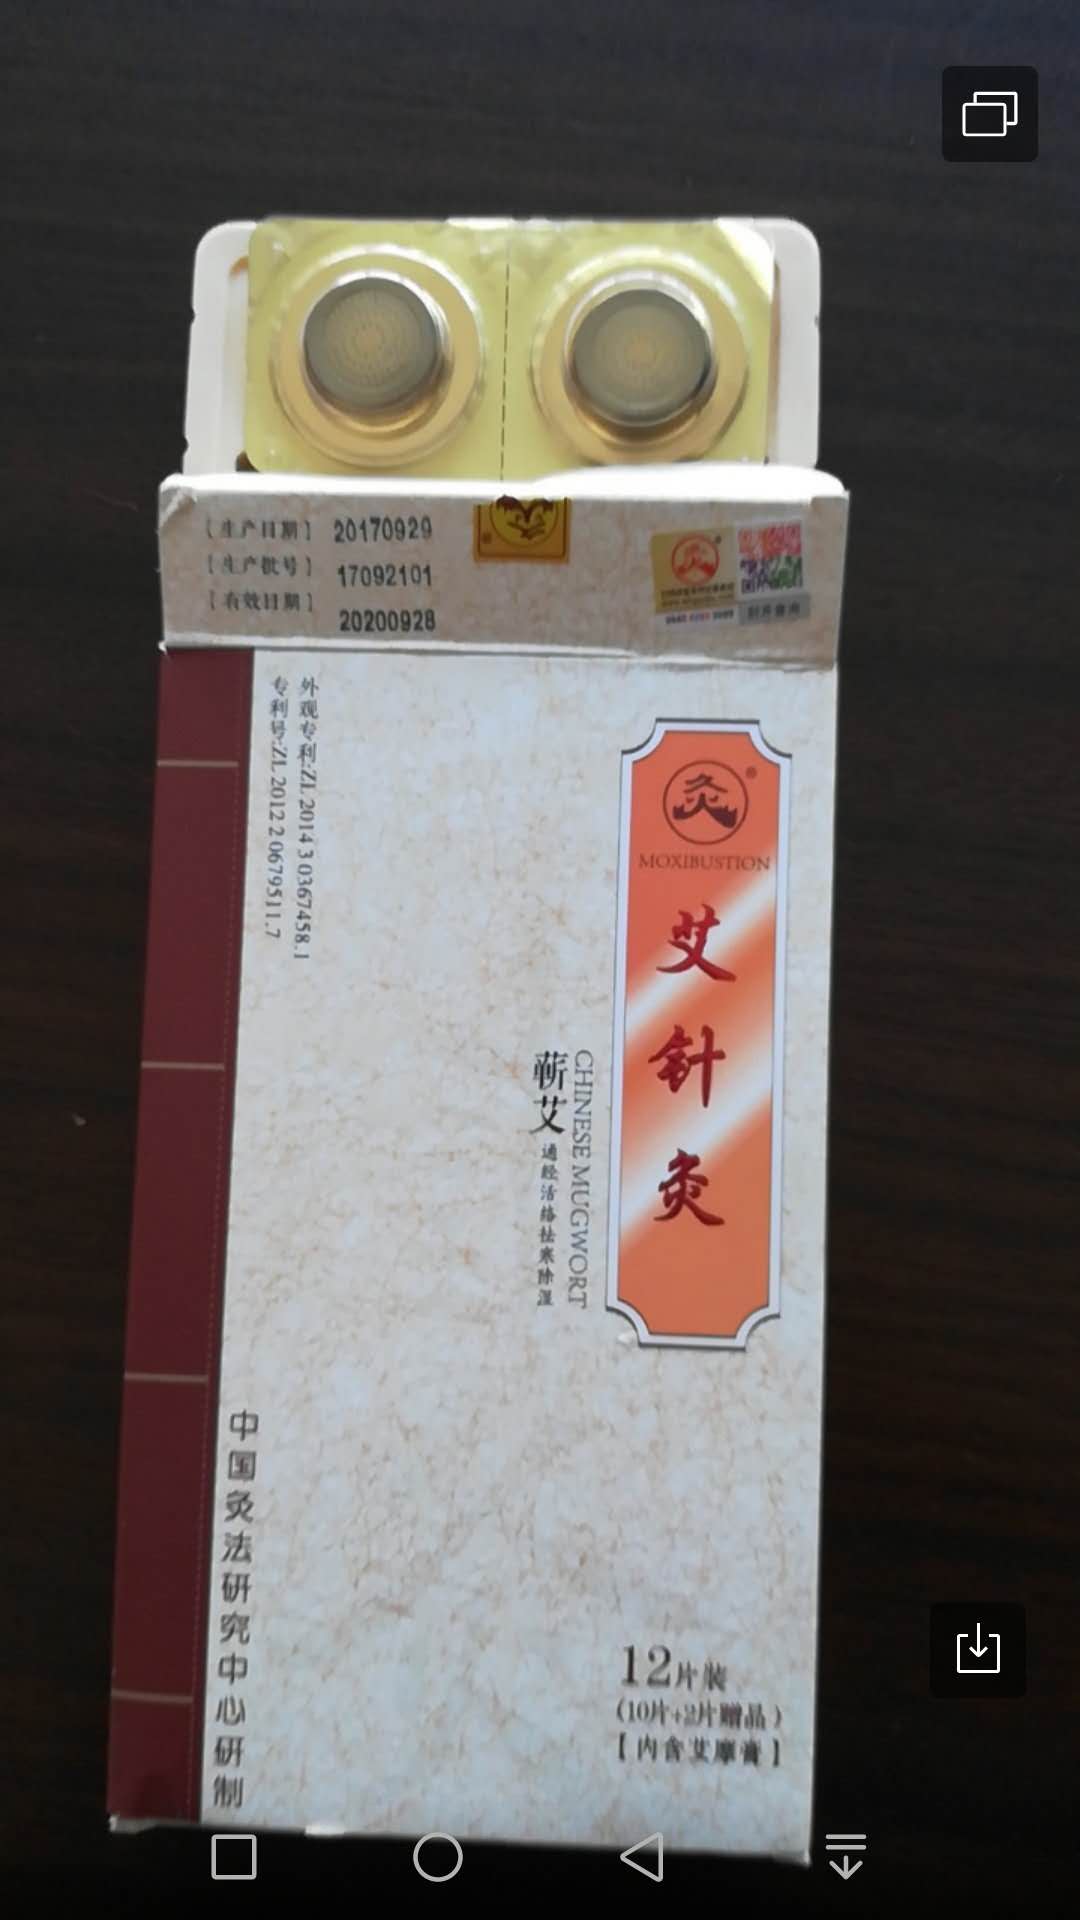 【生产日期】 20170929
【生产批号】 17092101
【有效日期】 20200928
外观专利:ZL 2014 3 0367458.1
专利号:ZL 2012 2 0679511.7
灸
®
MOXIBUSTION
艾针灸
CHINESE MUGWORT
蕲艾
通经活络祛寒除湿
12片装
(10片+2片赠品)
【内含艾摩膏】
中国灸法研究中心研制